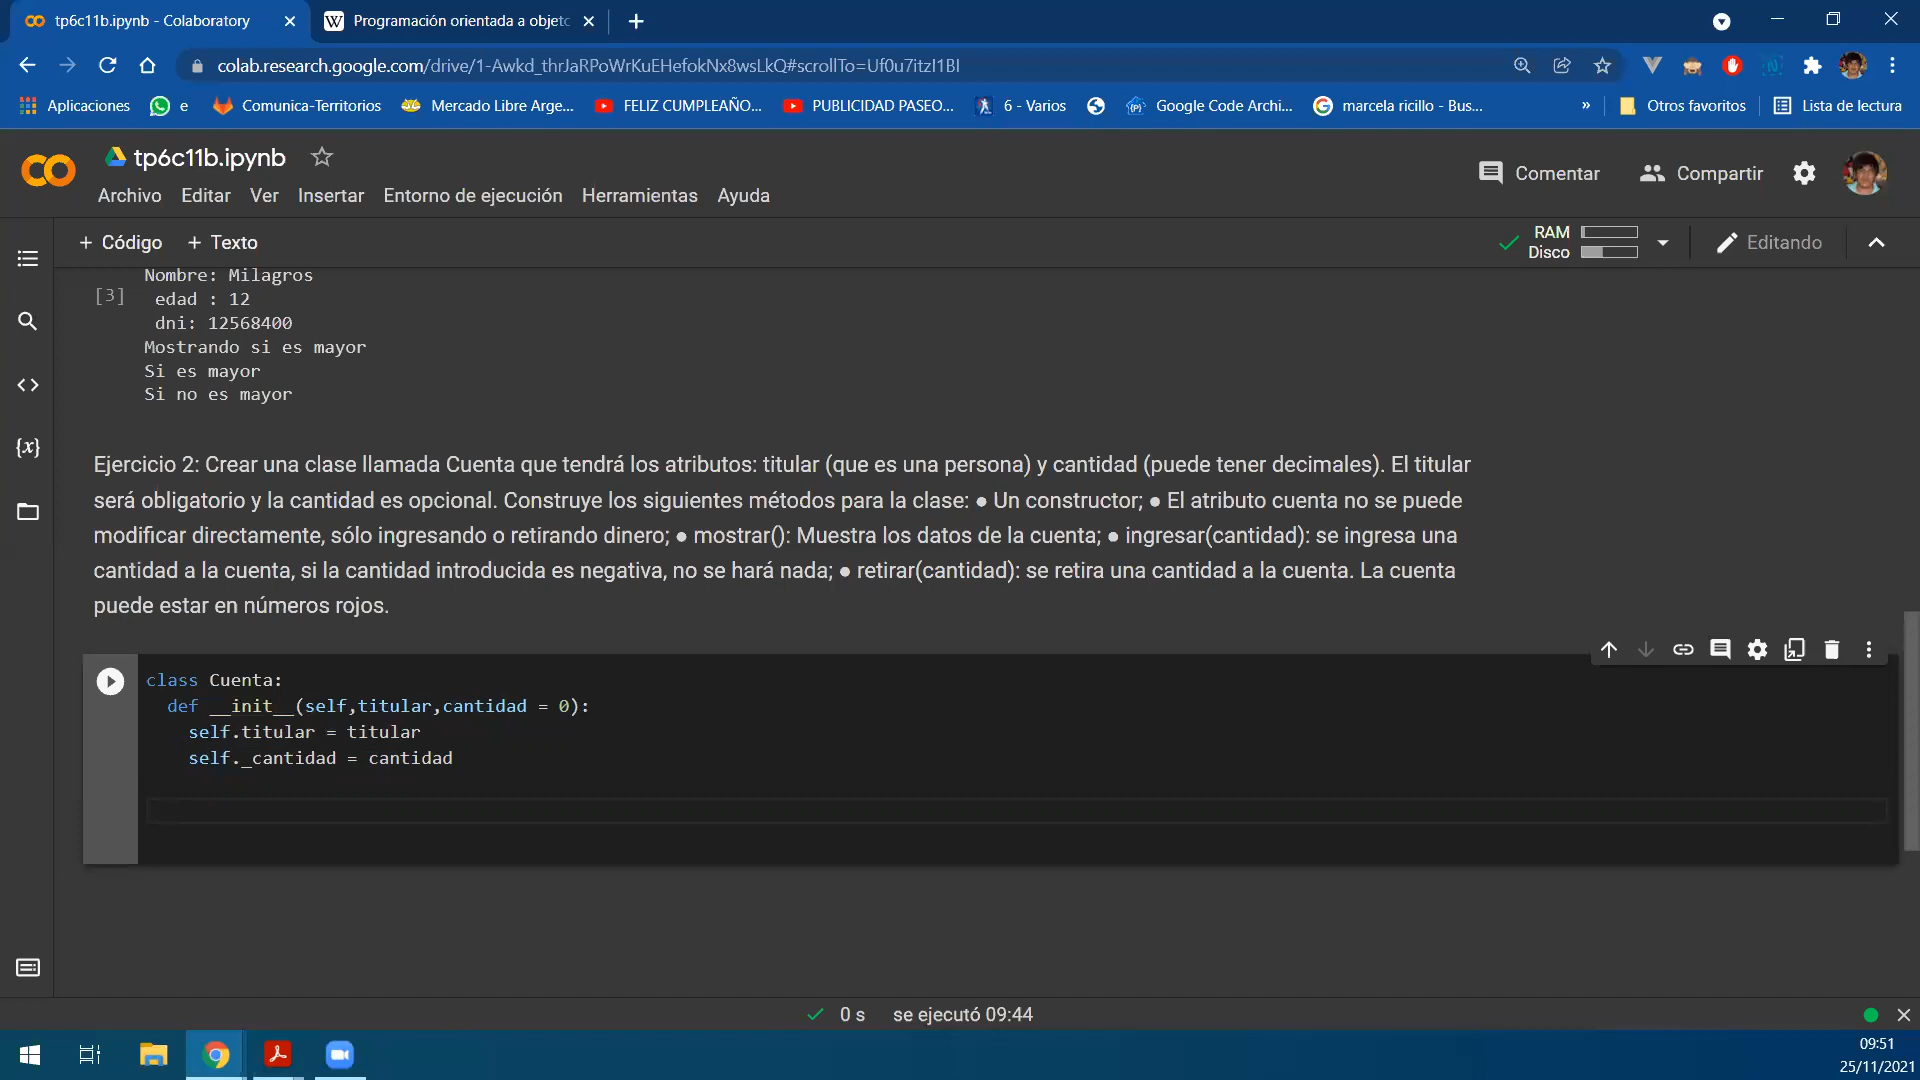 tp6c11b.ipynb - Colaboratory
Programación orientada a objeto
colab.research.google.com/drive/1-Awkd_thrJaRPoWrKuEHefokNx8wsLkQ#scrollTo=Uf0u7itzI1BI
Aplicaciones
e
Comunica-Territorios
Mercado Libre Arge...
FELIZ CUMPLEAÑO...
PUBLICIDAD PASEO...
6 - Varios
Google Code Archi...
marcela ricillo - Bus...
»
Otros favoritos
Lista de lectura
tp6c11b.ipynb
Comentar
Compartir
Archivo Editar Ver Insertar Entorno de ejecución Herramientas Ayuda
+ Código + Texto
RAM
Disco
Editando
Nombre: Milagros
[3]
edad : 12
dni: 12568400
Mostrando si es mayor
Si es mayor
Si no es mayor
Ejercicio 2: Crear una clase llamada Cuenta que tendrá los atributos: titular (que es una persona) y cantidad (puede tener decimales). El titular
será obligatorio y la cantidad es opcional. Construye los siguientes métodos para la clase: ● Un constructor; ● El atributo cuenta no se puede
modificar directamente, sólo ingresando o retirando dinero; ● mostrar(): Muestra los datos de la cuenta; ● ingresar(cantidad): se ingresa una
cantidad a la cuenta, si la cantidad introducida es negativa, no se hará nada; ● retirar(cantidad): se retira una cantidad a la cuenta. La cuenta
puede estar en números rojos.
class Cuenta:
def __init__(self,titular,cantidad = 0):
self.titular = titular
self._cantidad = cantidad
0 s se ejecutó 09:44
09:51
25/11/2021